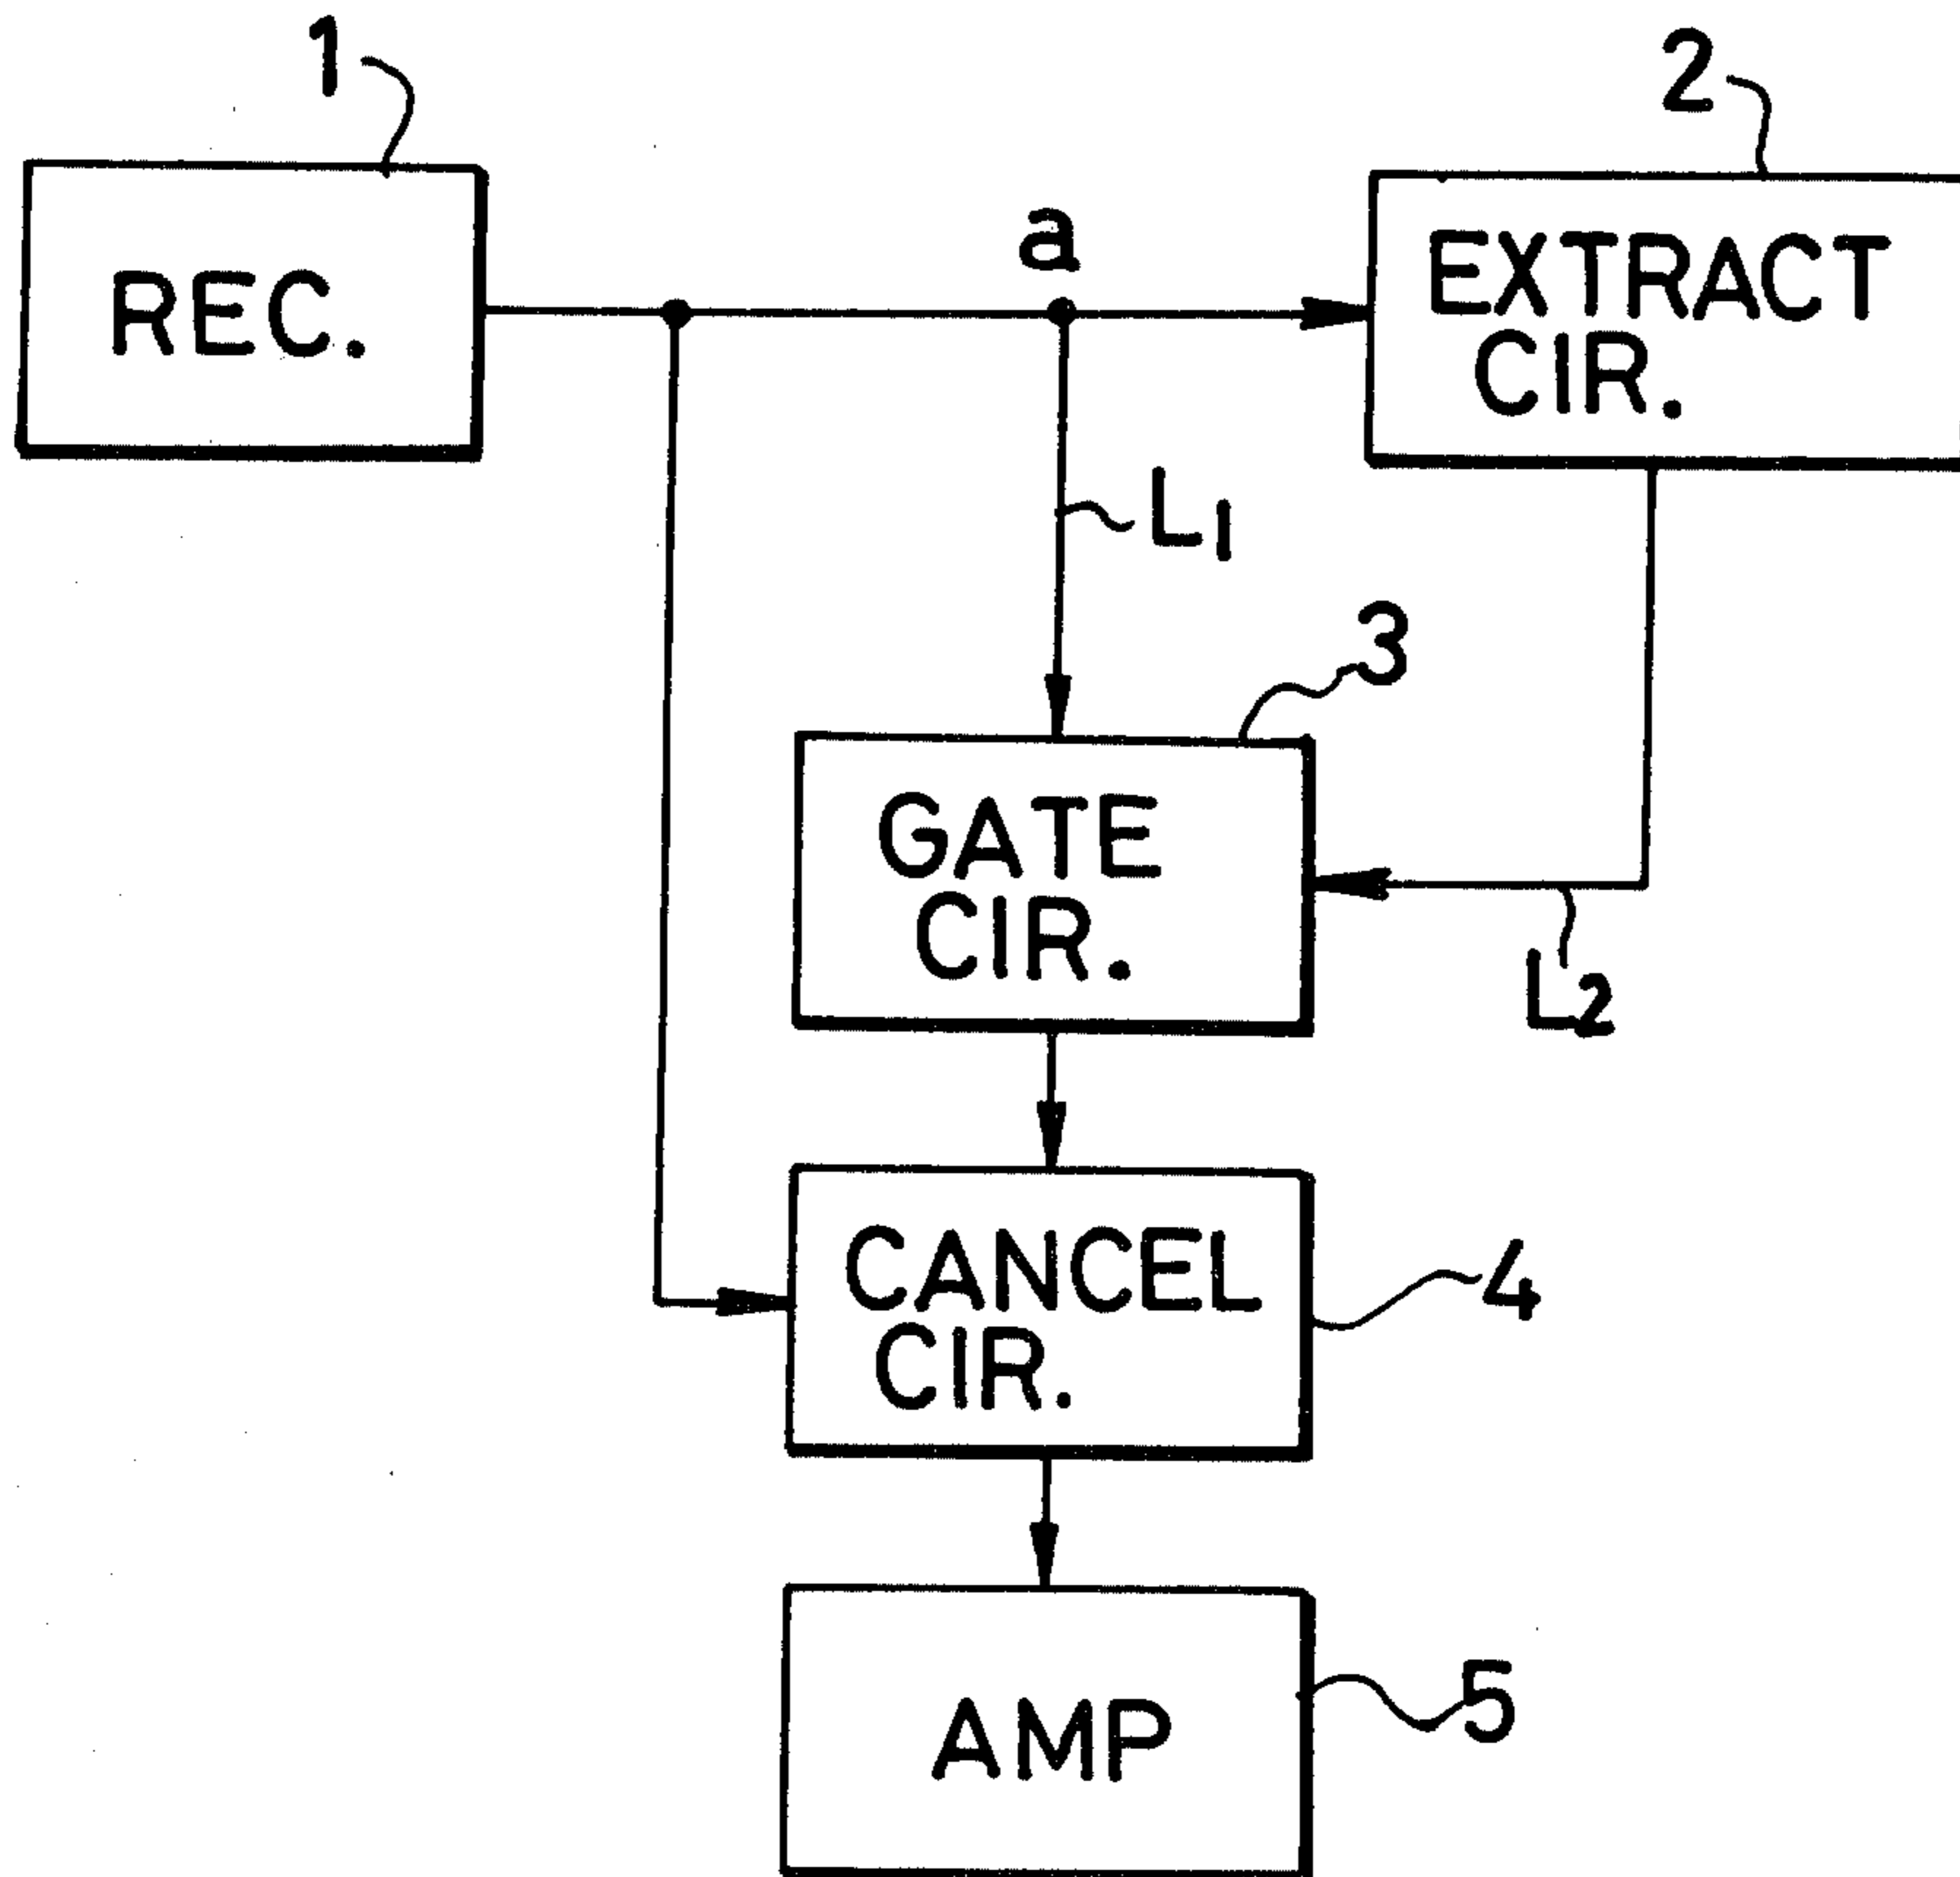 1
2
REC.
a
EXTRACT
CIR.
L1
3
GATE
CIR.
L2
CANCEL
CIR.
4
AMP
5